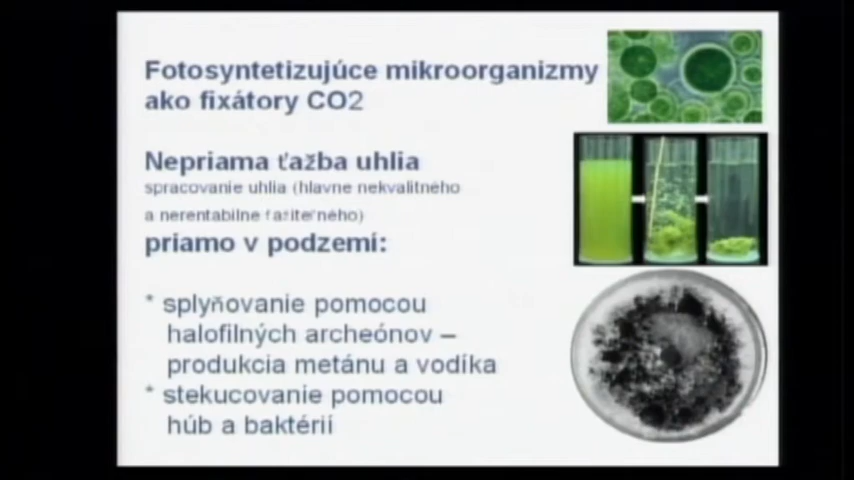 Fotosyntetizujúce mikroorganizmy
ako fixátory CO2
Nepriama ťažba uhlia
spracovanie uhlia (hlavne nekvalitného
a nerentabilne ťažiteľného)
priamo v podzemí:
* splyňovanie pomocou
halofilných archeónov –
produkcia metánu a vodíka
* stekucovanie pomocou
húb a baktérií